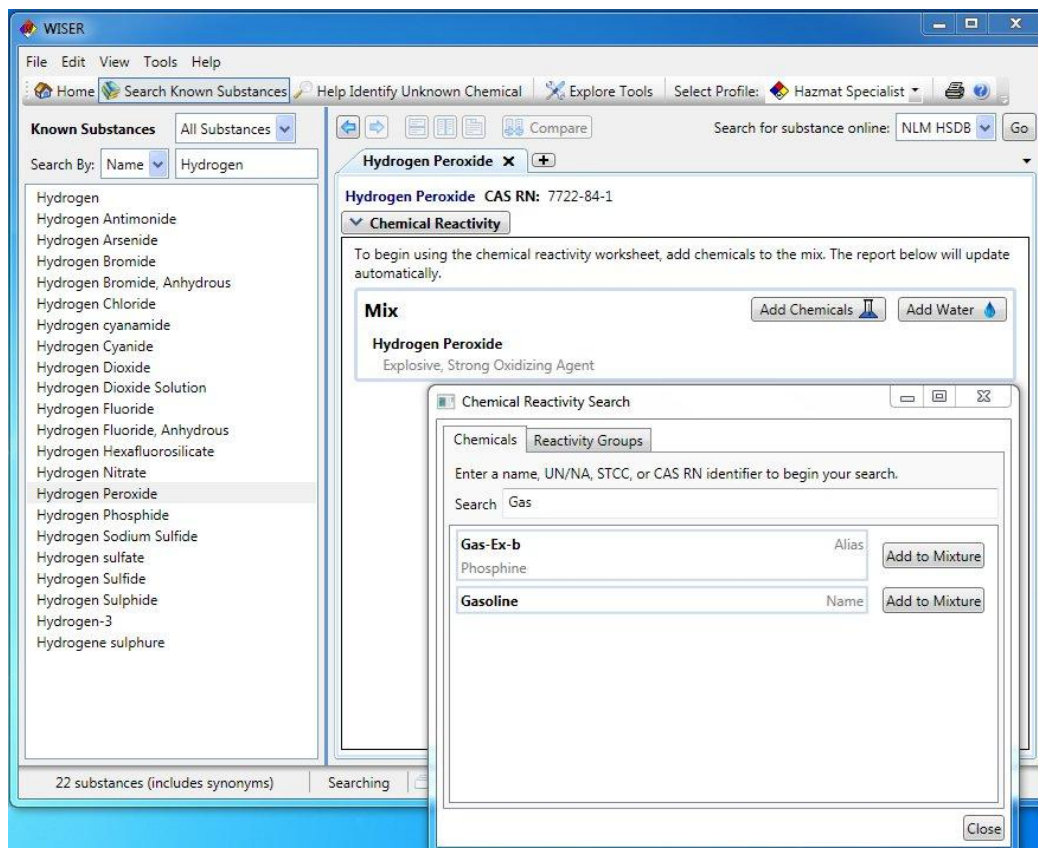 WISER
File Edit View Tools Help
Home Search Known Substances Help Identify Unknown Chemical Explore Tools Select Profile: Hazmat Specialist
Known Substances All Substances
Search By: Name Hydrogen
Hydrogen
Hydrogen Antimonide
Hydrogen Arsenide
Hydrogen Bromide
Hydrogen Bromide, Anhydrous
Hydrogen Chloride
Hydrogen cyanamide
Hydrogen Cyanide
Hydrogen Dioxide
Hydrogen Dioxide Solution
Hydrogen Fluoride
Hydrogen Fluoride, Anhydrous
Hydrogen Hexafluorosilicate
Hydrogen Nitrate
Hydrogen Peroxide
Hydrogen Phosphide
Hydrogen Sodium Sulfide
Hydrogen sulfate
Hydrogen Sulfide
Hydrogen Sulphide
Hydrogen-3
Hydrogene sulphure
22 substances (includes synonyms) Searching
Compare Search for substance online: NLM HSDB Go
Hydrogen Peroxide
Hydrogen Peroxide CAS RN: 7722-84-1
Chemical Reactivity
To begin using the chemical reactivity worksheet, add chemicals to the mix. The report below will update
automatically.
Mix Add Chemicals Add Water
Hydrogen Peroxide
Explosive, Strong Oxidizing Agent
Chemical Reactivity Search
Chemicals Reactivity Groups
Enter a name, UN/NA, STCC, or CAS RN identifier to begin your search.
Search Gas
Gas-Ex-b Alias
Phosphine
Add to Mixture
Gasoline Name Add to Mixture
Close